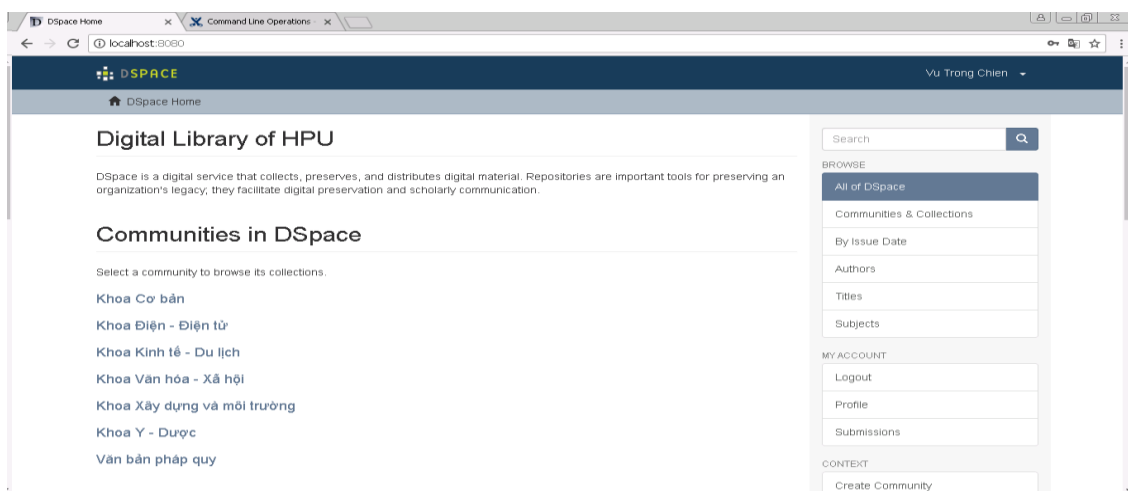 DSpace Home
Command Line Operations -
localhost:8080
DSPACE
Vu Trong Chien
DSpace Home
Digital Library of HPU
DSpace is a digital service that collects, preserves, and distributes digital material. Repositories are important tools for preserving an
organization's legacy; they facilitate digital preservation and scholarly communication.
Communities in DSpace
Select a community to browse its collections.
Khoa Cơ bản
Khoa Điện - Điện tử
Khoa Kinh tế - Du lịch
Khoa Văn hóa - Xã hội
Khoa Xây dựng và môi trường
Khoa Y - Dược
Văn bản pháp quy
Search
BROWSE
All of DSpace
Communities & Collections
By Issue Date
Authors
Titles
Subjects
MY ACCOUNT
Logout
Profile
Submissions
CONTEXT
Create Community